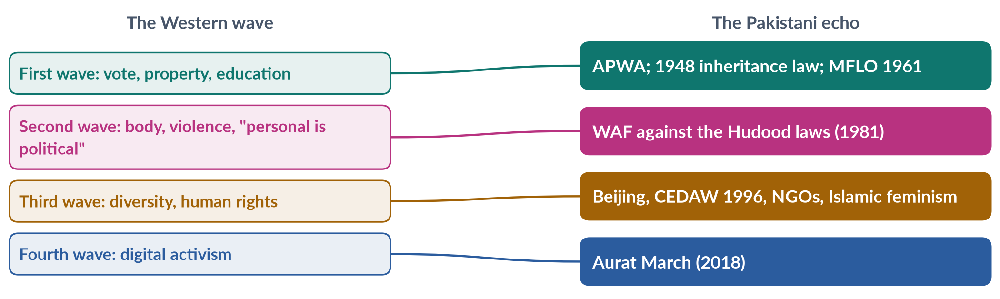 The Western wave
The Pakistani echo
First wave: vote, property, education
APWA; 1948 inheritance law; MFLO 1961
Second wave: body, violence, "personal is
political"
WAF against the Hudood laws (1981)
Third wave: diversity, human rights
Beijing, CEDAW 1996, NGOs, Islamic feminism
Fourth wave: digital activism
Aurat March (2018)